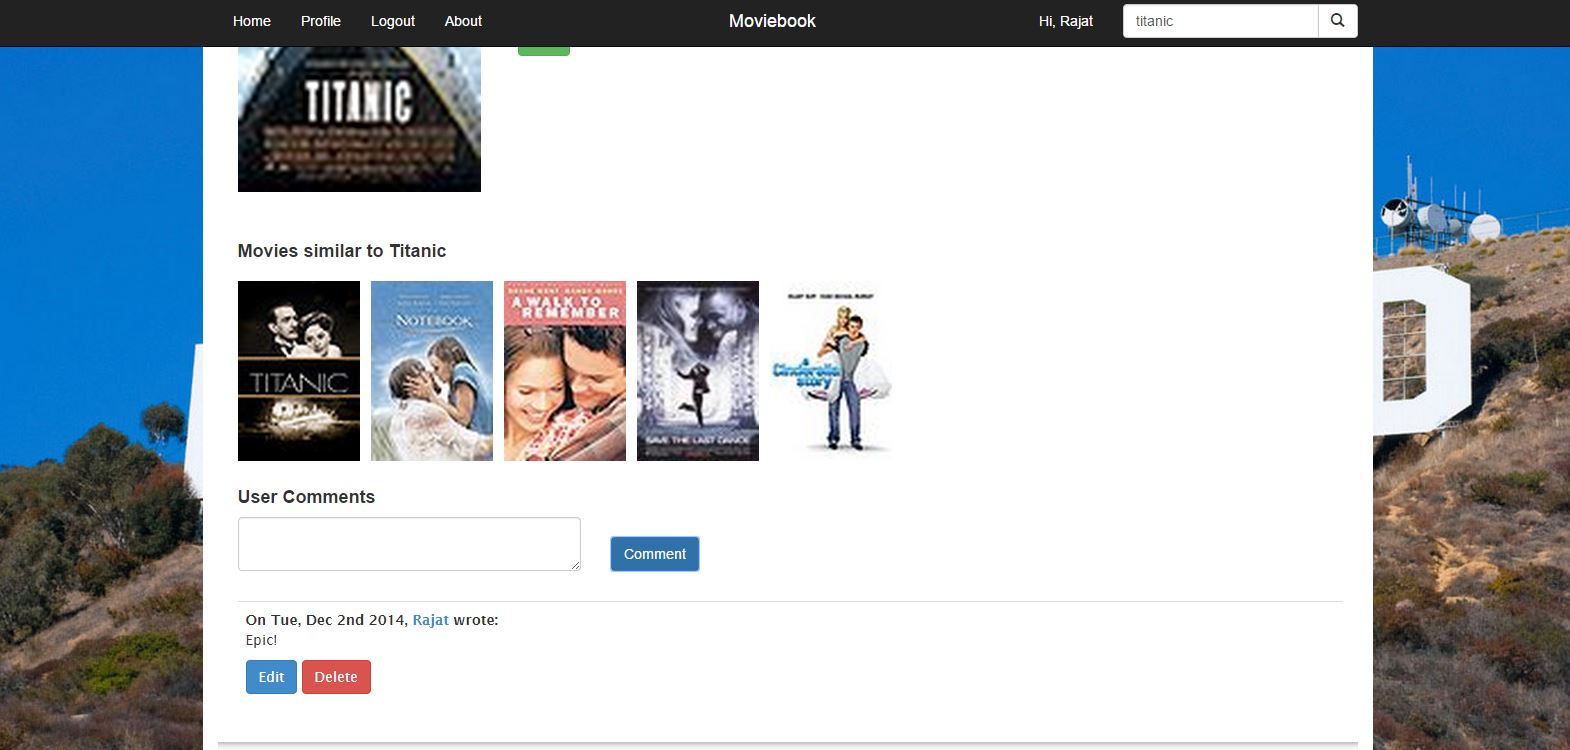 Home Profile Logout About Moviebook Hi, Rajat titanic
TITANIC
Movies similar to Titanic
TITANIC
NOTEBOOK
A WALK TO
REMEMBER
SAVE THE LAST DANCE
a
Cinderella
story
User Comments
Comment
On Tue, Dec 2nd 2014, Rajat wrote:
Epic!
Edit Delete